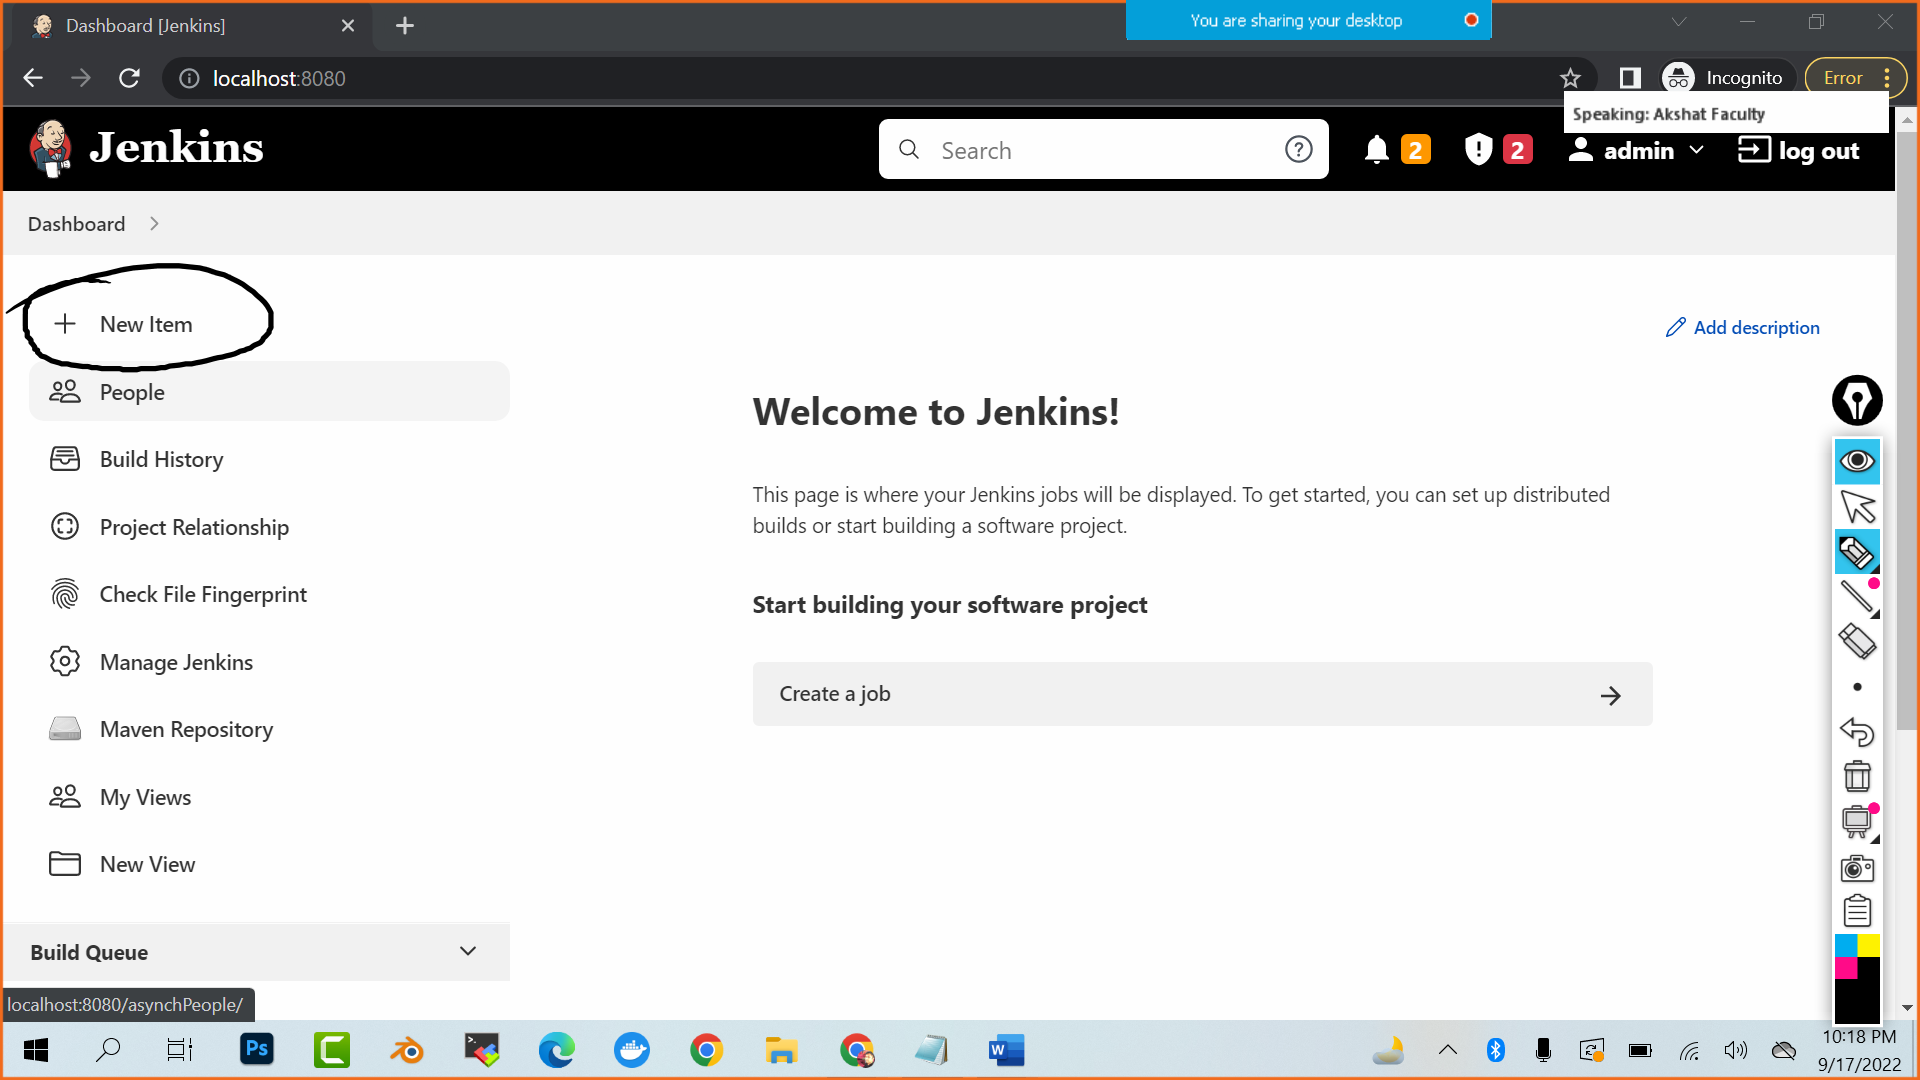 Dashboard [Jenkins]
You are sharing your desktop
localhost:8080
Incognito
Error
Speaking: Akshat Faculty
Jenkins
Search
2
2
admin
log out
Dashboard
New Item
Add description
People
Welcome to Jenkins!
Build History
This page is where your Jenkins jobs will be displayed. To get started, you can set up distributed
builds or start building a software project.
Project Relationship
Check File Fingerprint
Start building your software project
Manage Jenkins
Create a job
Maven Repository
My Views
New View
Build Queue
localhost:8080/asynchPeople/
Ps
W
10:18 PM
9/17/2022